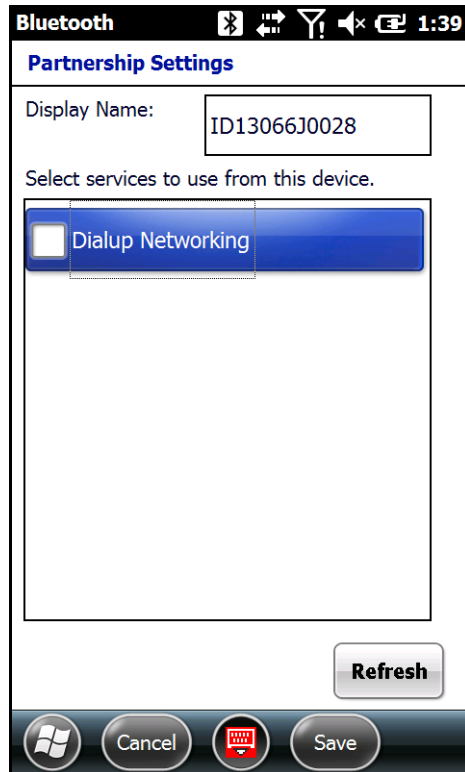 Bluetooth 1:39
Partnership Settings
Display Name:
ID13066J0028
Select services to use from this device.
Dialup Networking
Refresh
Cancel
Save